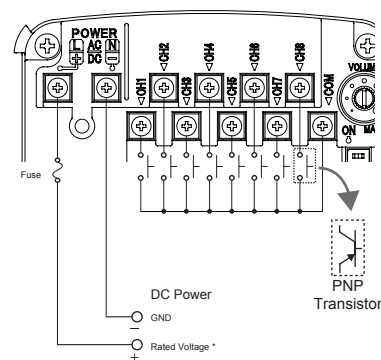 POWER
L AC N
+ DC −
CH1
CH2
CH3
CH4
CH5
CH6
CH7
CH8
COM
VOLUM
ON MA
Fuse
PNP
Transistor
DC Power
GND
−
Rated Voltage *
+